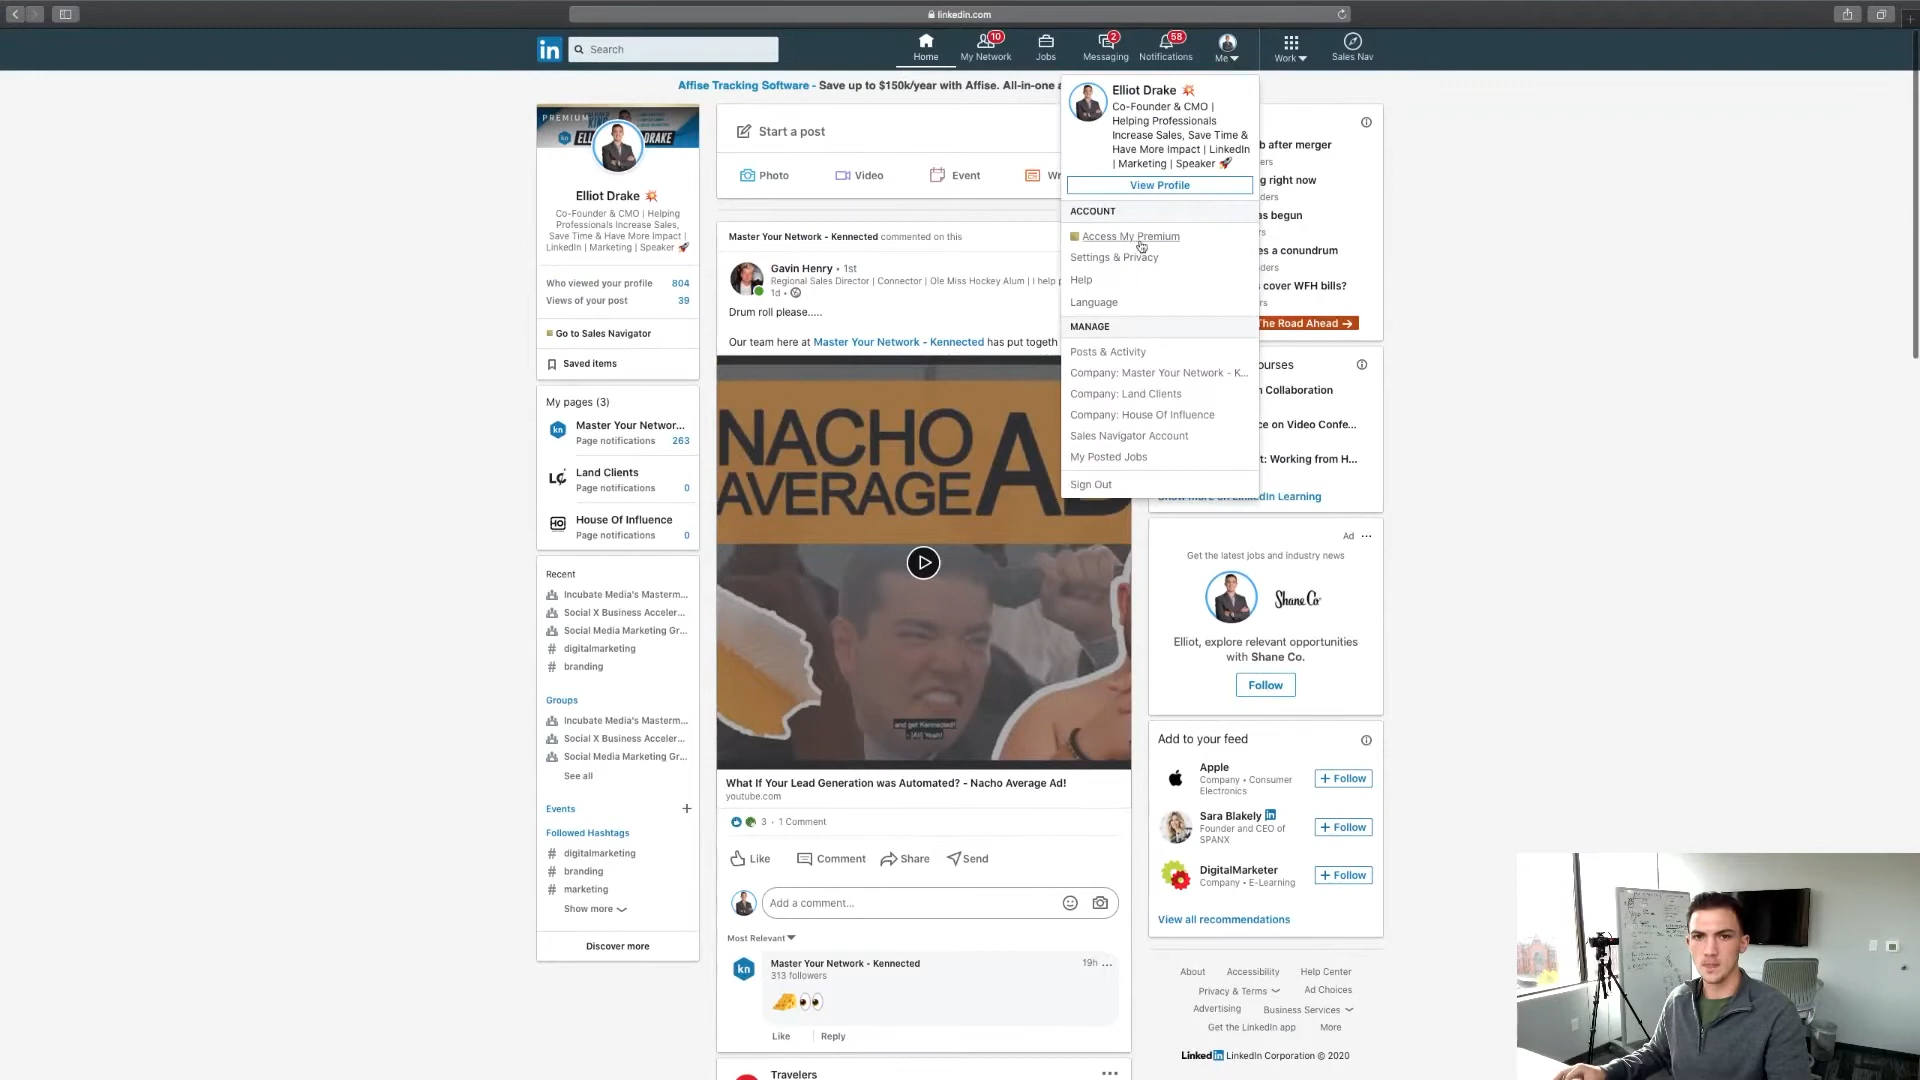 linkedin.com
in
Search
Home
10
My Network
Jobs
2
Messaging
58
Notifications
Me
Work
Sales Nav
Affise Tracking Software - Save up to $150k/year with Affise. All-in-one a
PREMIUM
Elliot Drake
Co-Founder & CMO | Helping
Professionals Increase Sales,
Save Time & Have More Impact |
LinkedIn | Marketing | Speaker
Who viewed your profile 804
Views of your post 39
Go to Sales Navigator
Saved items
My pages (3)
kn
Master Your Networ...
Page notifications 263
LC
Land Clients
Page notifications 0
HO
House Of Influence
Page notifications 0
Recent
Incubate Media's Masterm...
Social X Business Acceler...
Social Media Marketing Gr...
# digitalmarketing
# branding
Groups
Incubate Media's Masterm...
Social X Business Acceler...
Social Media Marketing Gr...
See all
Events +
Followed Hashtags
# digitalmarketing
# branding
# marketing
Show more
Discover more
Start a post
Photo
Video
Event
Wr
Master Your Network - Kennected commented on this
Gavin Henry • 1st
Regional Sales Director | Connector | Ole Miss Hockey Alum | I help p
1d •
Drum roll please.....
Our team here at Master Your Network - Kennected has put togeth
NACHO
AVERAGE AD
and get Kennected!
- [All] Yeah!
What If Your Lead Generation was Automated? - Nacho Average Ad!
youtube.com
3 · 1 Comment
Like
Comment
Share
Send
Add a comment...
Most Relevant
kn
Master Your Network - Kennected
19h ...
313 followers
Like
Reply
Travelers
Elliot Drake
Co-Founder & CMO |
Helping Professionals
Increase Sales, Save Time &
Have More Impact | LinkedIn
| Marketing | Speaker
View Profile
ACCOUNT
Access My Premium
Settings & Privacy
Help
Language
MANAGE
Posts & Activity
Company: Master Your Network - K...
Company: Land Clients
Company: House Of Influence
Sales Navigator Account
My Posted Jobs
Sign Out
b after merger
ers
g right now
ders
as begun
rs
es a conundrum
ders
cover WFH bills?
rs
The Road Ahead →
ourses
n Collaboration
ce on Video Confe...
t: Working from H...
Show more on LinkedIn Learning
Ad ...
Get the latest jobs and industry news
Shane Co
Elliot, explore relevant opportunities
with Shane Co.
Follow
Add to your feed
Apple
Company • Consumer
Electronics
+ Follow
Sara Blakely in
Founder and CEO of
SPANX
+ Follow
DigitalMarketer
Company • E-Learning
+ Follow
View all recommendations
About
Accessibility
Help Center
Privacy & Terms
Ad Choices
Advertising
Business Services
Get the LinkedIn app
More
LinkedIn LinkedIn Corporation © 2020